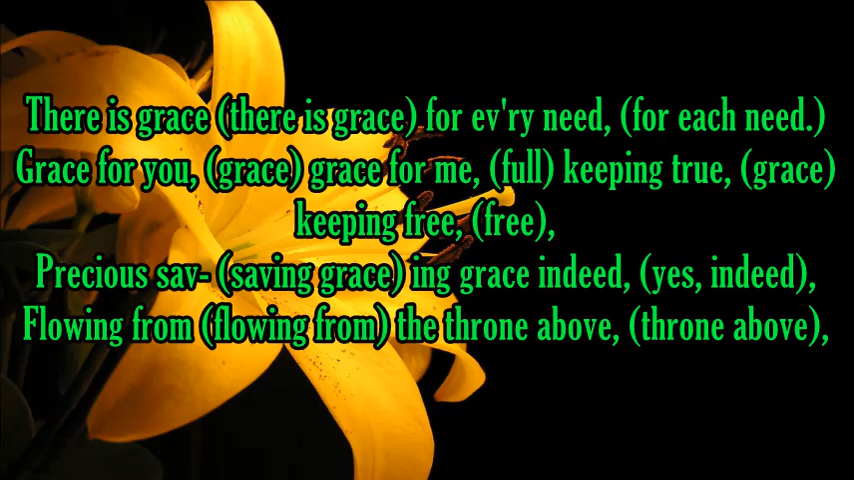 There is grace (there is grace) for ev'ry need, (for each need.)
Grace for you, (grace) grace for me, (full) keeping true, (grace)
keeping free, (free),
Precious sav- (saving grace) ing grace indeed, (yes, indeed),
Flowing from (flowing from) the throne above, (throne above),